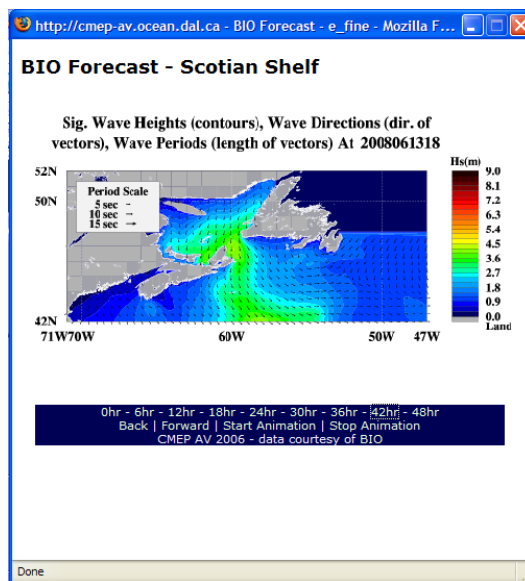 http://cmep-av.ocean.dal.ca - BIO Forecast - e_fine - Mozilla F...
BIO Forecast - Scotian Shelf
Sig. Wave Heights (contours), Wave Directions (dir. of
vectors), Wave Periods (length of vectors) At 2008061318
Hs(m)
52N
50N
42N
Period Scale
5 sec
10 sec
15 sec
9.0
8.1
7.2
6.3
5.4
4.5
3.6
2.7
1.8
0.9
0.0
Land
71W70W
60W
50W
47W
0hr - 6hr - 12hr - 18hr - 24hr - 30hr - 36hr - 42hr - 48hr
Back | Forward | Start Animation | Stop Animation
CMEP AV 2006 - data courtesy of BIO
Done